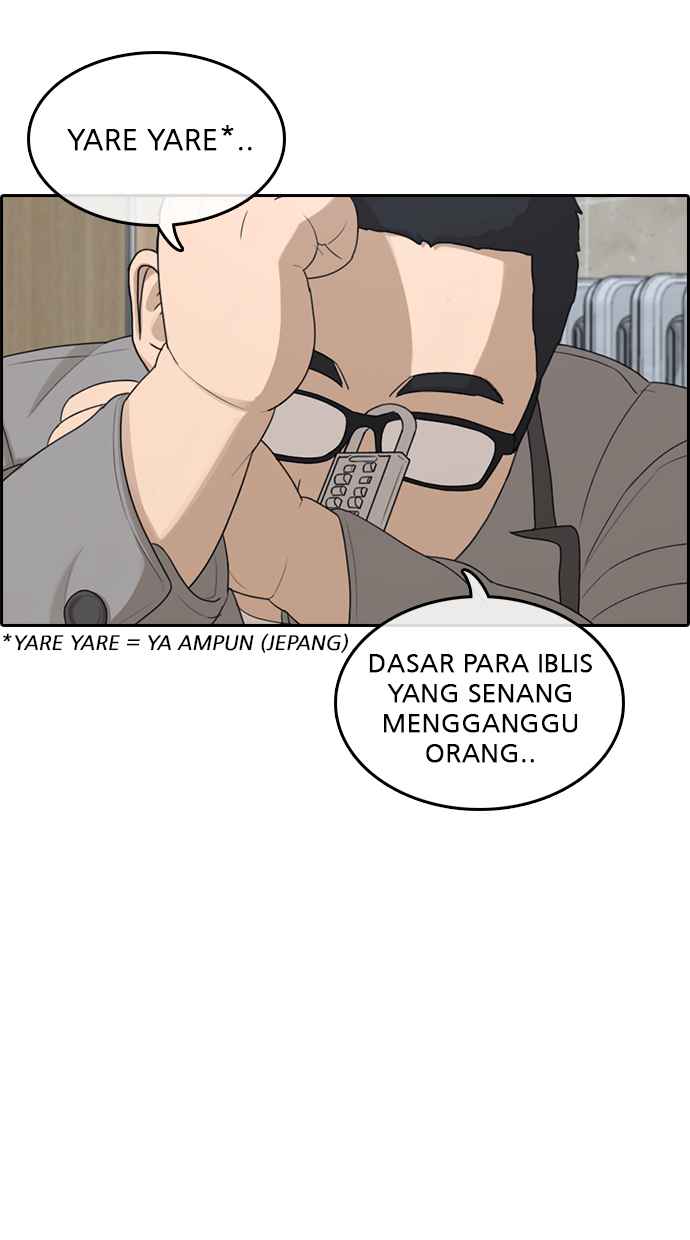 YARE YARE*..
*YARE YARE = YA AMPUN (JEPANG)
DASAR PARA IBLIS
YANG SENANG
MENGGANGGU
ORANG..